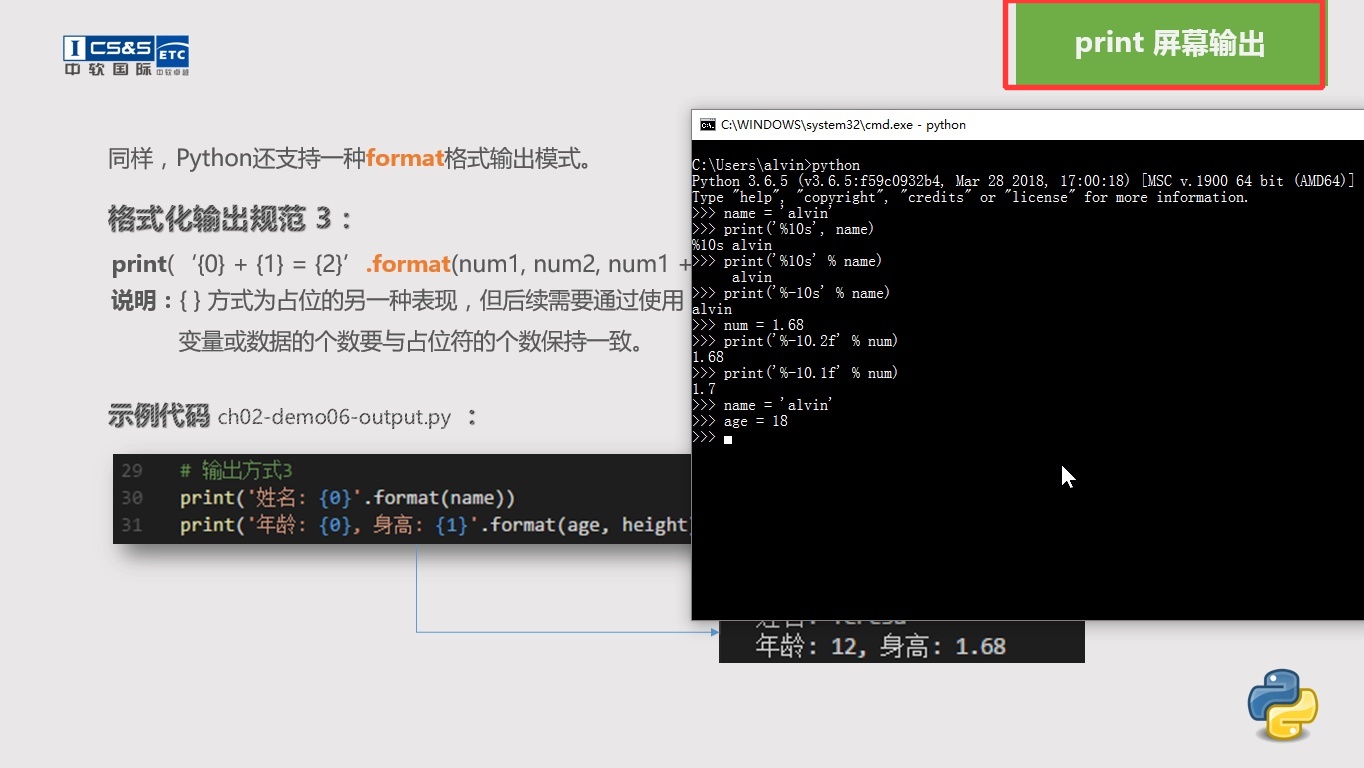 CS&S ETC
中软国际 中软卓越
print 屏幕输出
同样，Python还支持一种format格式输出模式。
格式化输出规范 3：
print( ‘{0} + {1} = {2}’ .format(num1, num2, num1 +
说明：{ } 方式为占位的另一种表现，但后续需要通过使用
变量或数据的个数要与占位符的个数保持一致。
示例代码 ch02-demo06-output.py ：
29 # 输出方式3
30 print('姓名: {0}'.format(name))
31 print('年龄: {0}, 身高: {1}'.format(age, height)
C:\WINDOWS\system32\cmd.exe - python
C:\Users\alvin>python
Python 3.6.5 (v3.6.5:f59c0932b4, Mar 28 2018, 17:00:18) [MSC v.1900 64 bit (AMD64)]
Type "help", "copyright", "credits" or "license" for more information.
>>> name = 'alvin'
>>> print('%10s', name)
%10s alvin
>>> print('%10s' % name)
     alvin
>>> print('%-10s' % name)
alvin
>>> num = 1.68
>>> print('%-10.2f' % num)
1.68
>>> print('%-10.1f' % num)
1.7
>>> name = 'alvin'
>>> age = 18
>>>
年龄: 12, 身高: 1.68